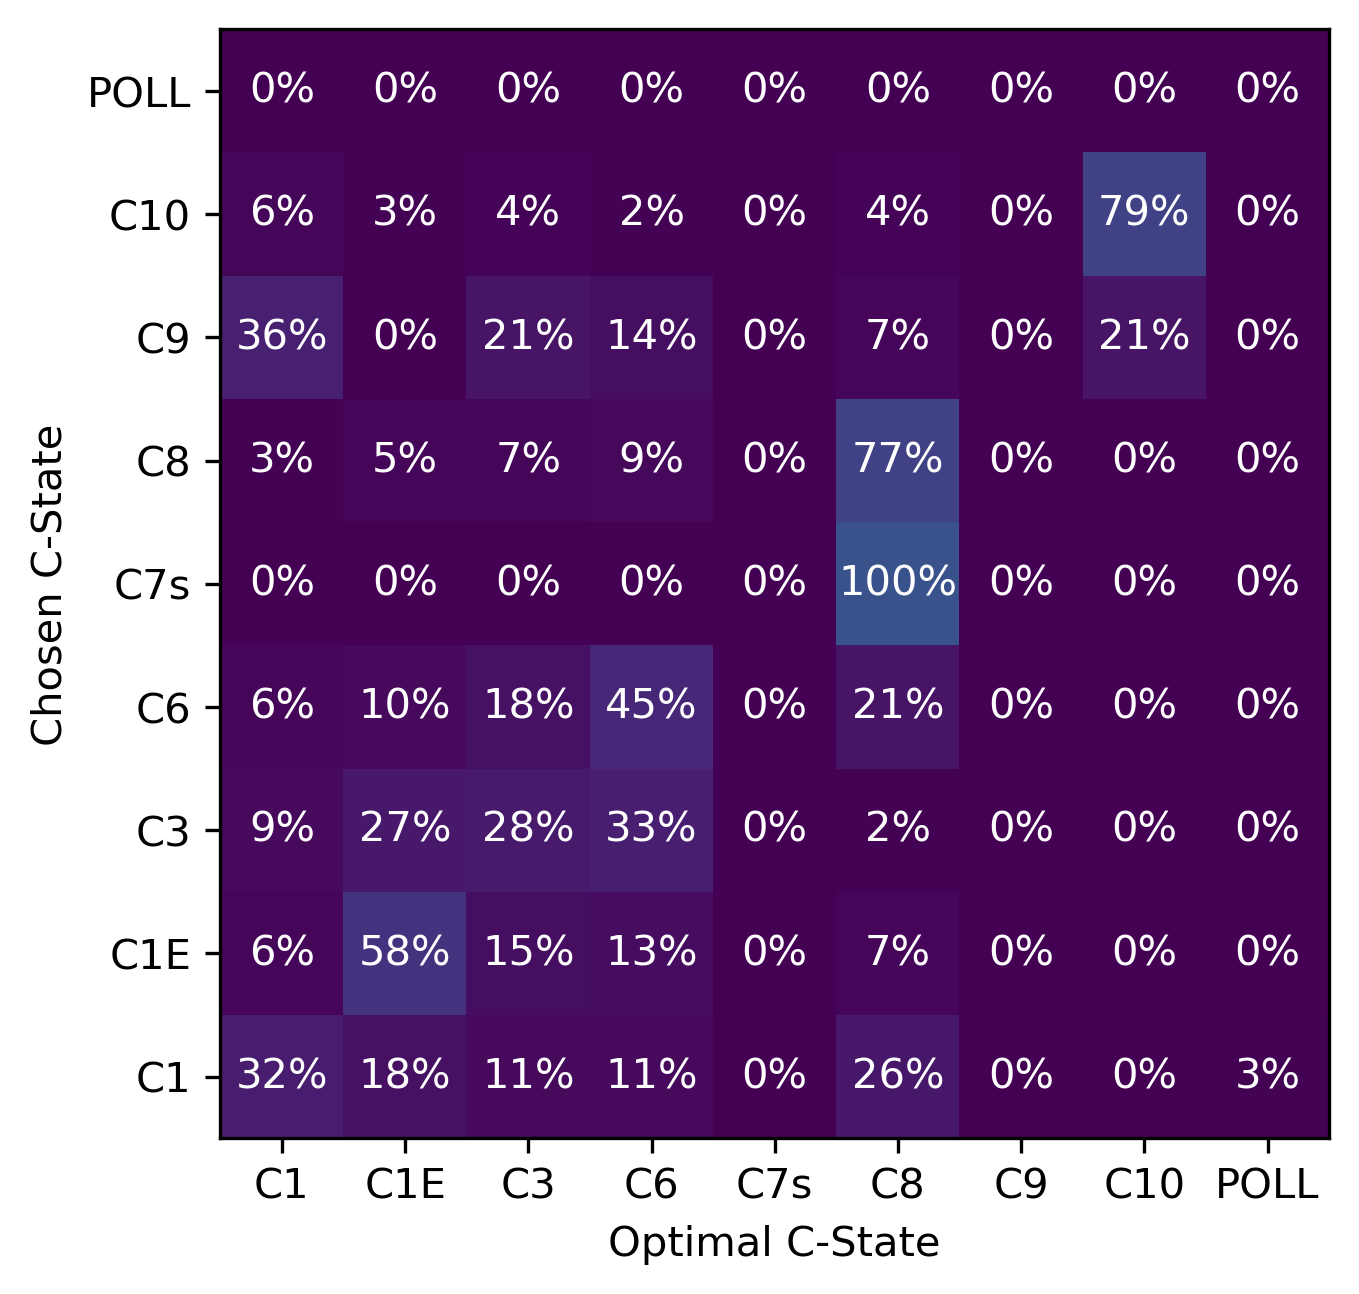 POLL 0% 0% 0% 0% 0% 0% 0% 0% 0%
C10 6% 3% 4% 2% 0% 4% 0% 79% 0%
C9 36% 0% 21% 14% 0% 7% 0% 21% 0%
C8 3% 5% 7% 9% 0% 77% 0% 0% 0%
C7s 0% 0% 0% 0% 0% 100% 0% 0% 0%
C6 6% 10% 18% 45% 0% 21% 0% 0% 0%
C3 9% 27% 28% 33% 0% 2% 0% 0% 0%
C1E 6% 58% 15% 13% 0% 7% 0% 0% 0%
C1 32% 18% 11% 11% 0% 26% 0% 0% 3%
C1 C1E C3 C6 C7s C8 C9 C10 POLL
Optimal C-State
Chosen C-State